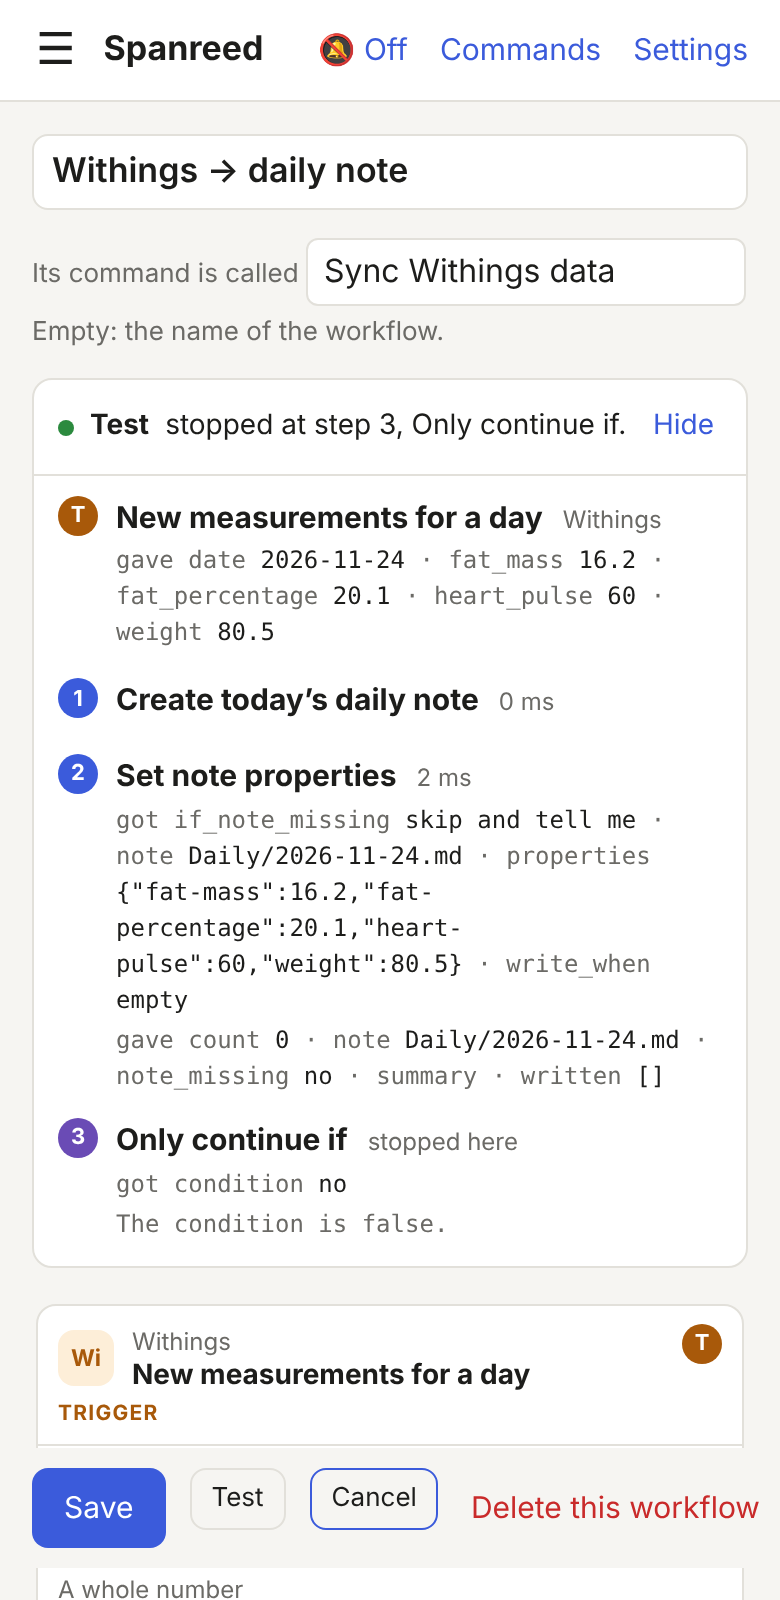 ☰ Spanreed 🔕 Off Commands Settings
Withings → daily note
Its command is called Sync Withings data
Empty: the name of the workflow.
Test stopped at step 3, Only continue if. Hide
T New measurements for a day Withings
gave date 2026-11-24 · fat_mass 16.2 ·
fat_percentage 20.1 · heart_pulse 60 ·
weight 80.5
1 Create today’s daily note 0 ms
2 Set note properties 2 ms
got if_note_missing skip and tell me ·
note Daily/2026-11-24.md · properties
{"fat-mass":16.2,"fat-
percentage":20.1,"heart-
pulse":60,"weight":80.5} · write_when
empty
gave count 0 · note Daily/2026-11-24.md ·
note_missing no · summary · written []
3 Only continue if stopped here
got condition no
The condition is false.
Withings
Wi New measurements for a day T
TRIGGER
Save Test Cancel Delete this workflow
A whole number